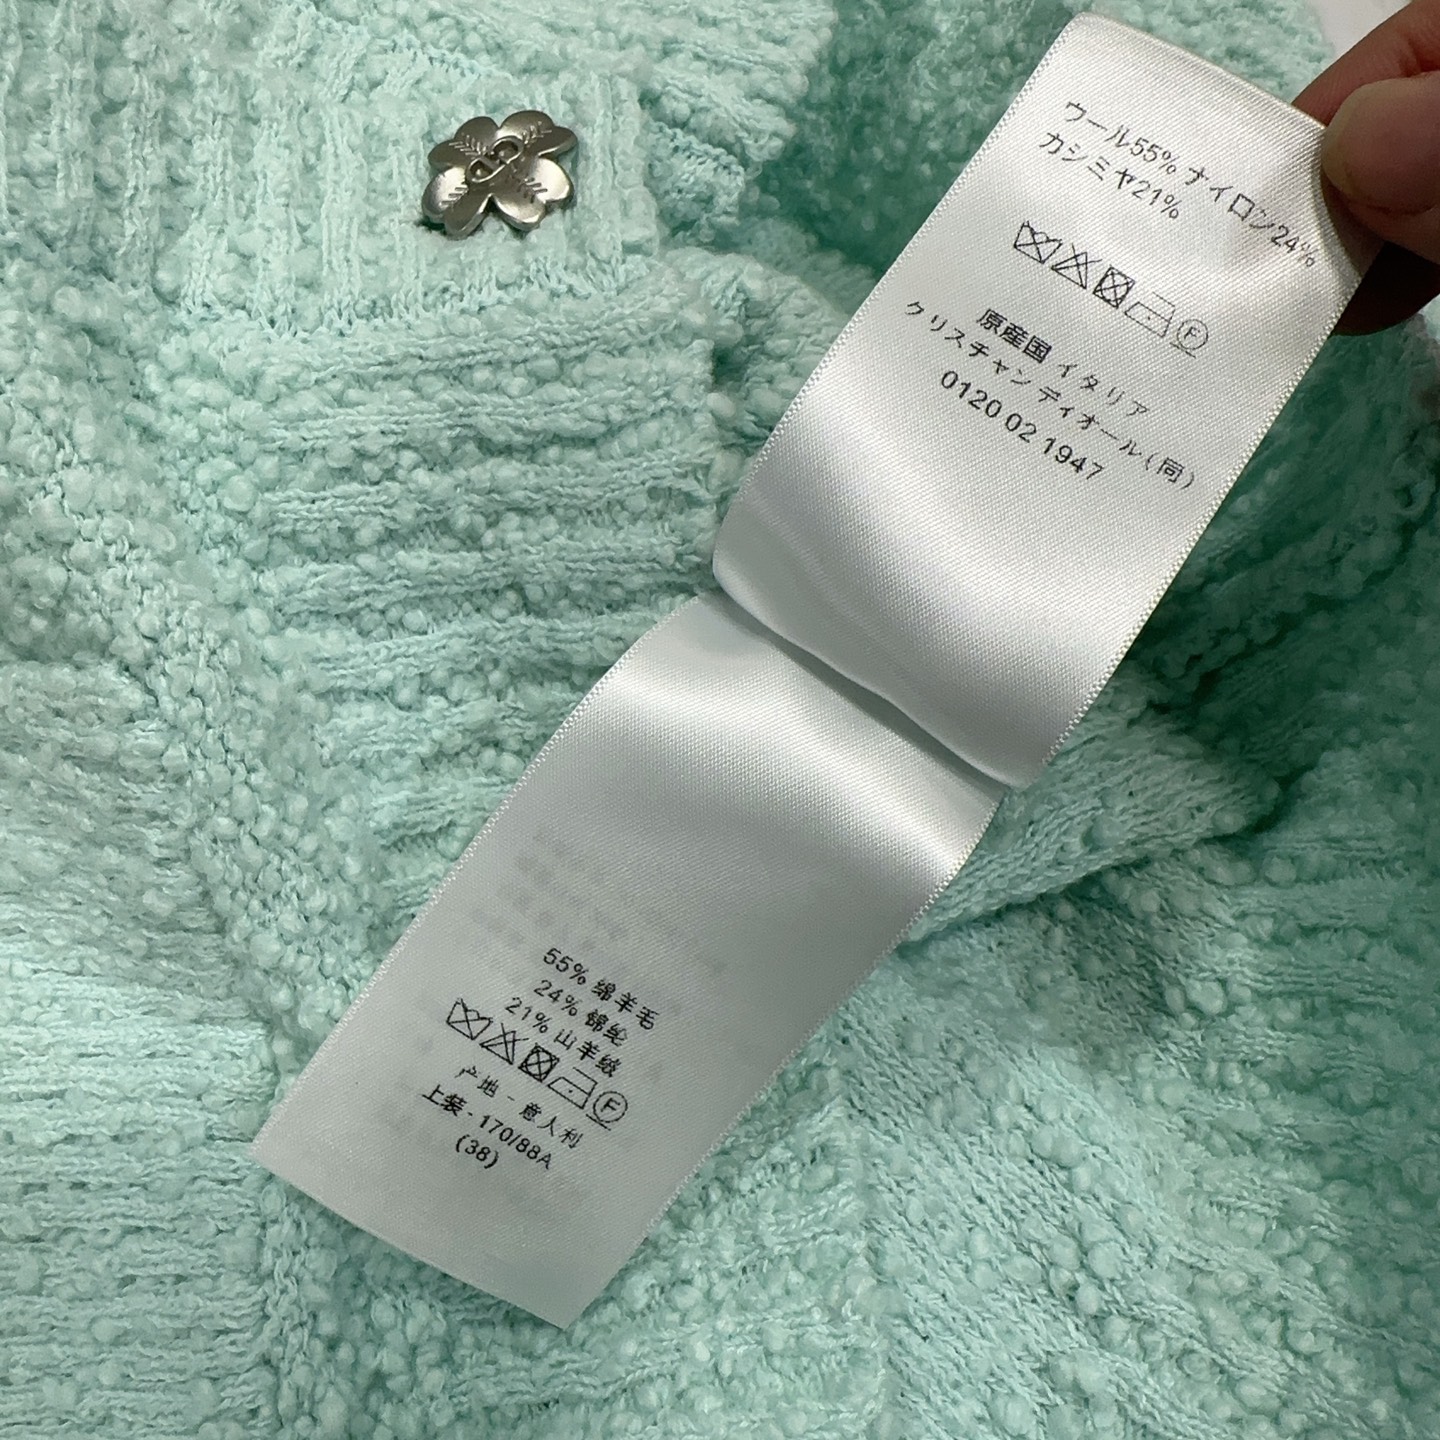 ウール55% ナイロン24%
カシミヤ21%
原産国 イタリア
クリスチャン ディオール(同)
0120 02 1947
55% 绵羊毛
24% 锦纶
21% 山羊绒
产地 - 意大利
上装 - 170/88A
(38)